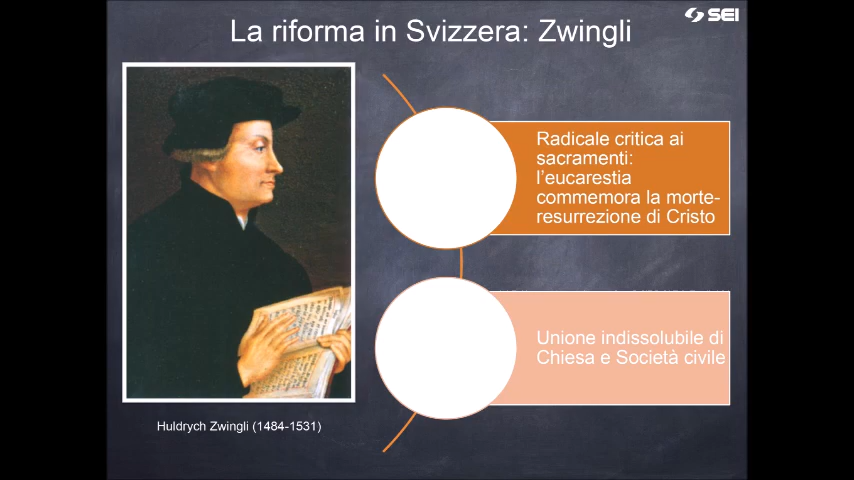 La riforma in Svizzera: Zwingli
SEI
Radicale critica ai
sacramenti:
l’eucarestia
commemora la morte-
resurrezione di Cristo
Unione indissolubile di
Chiesa e Società civile
Huldrych Zwingli (1484-1531)